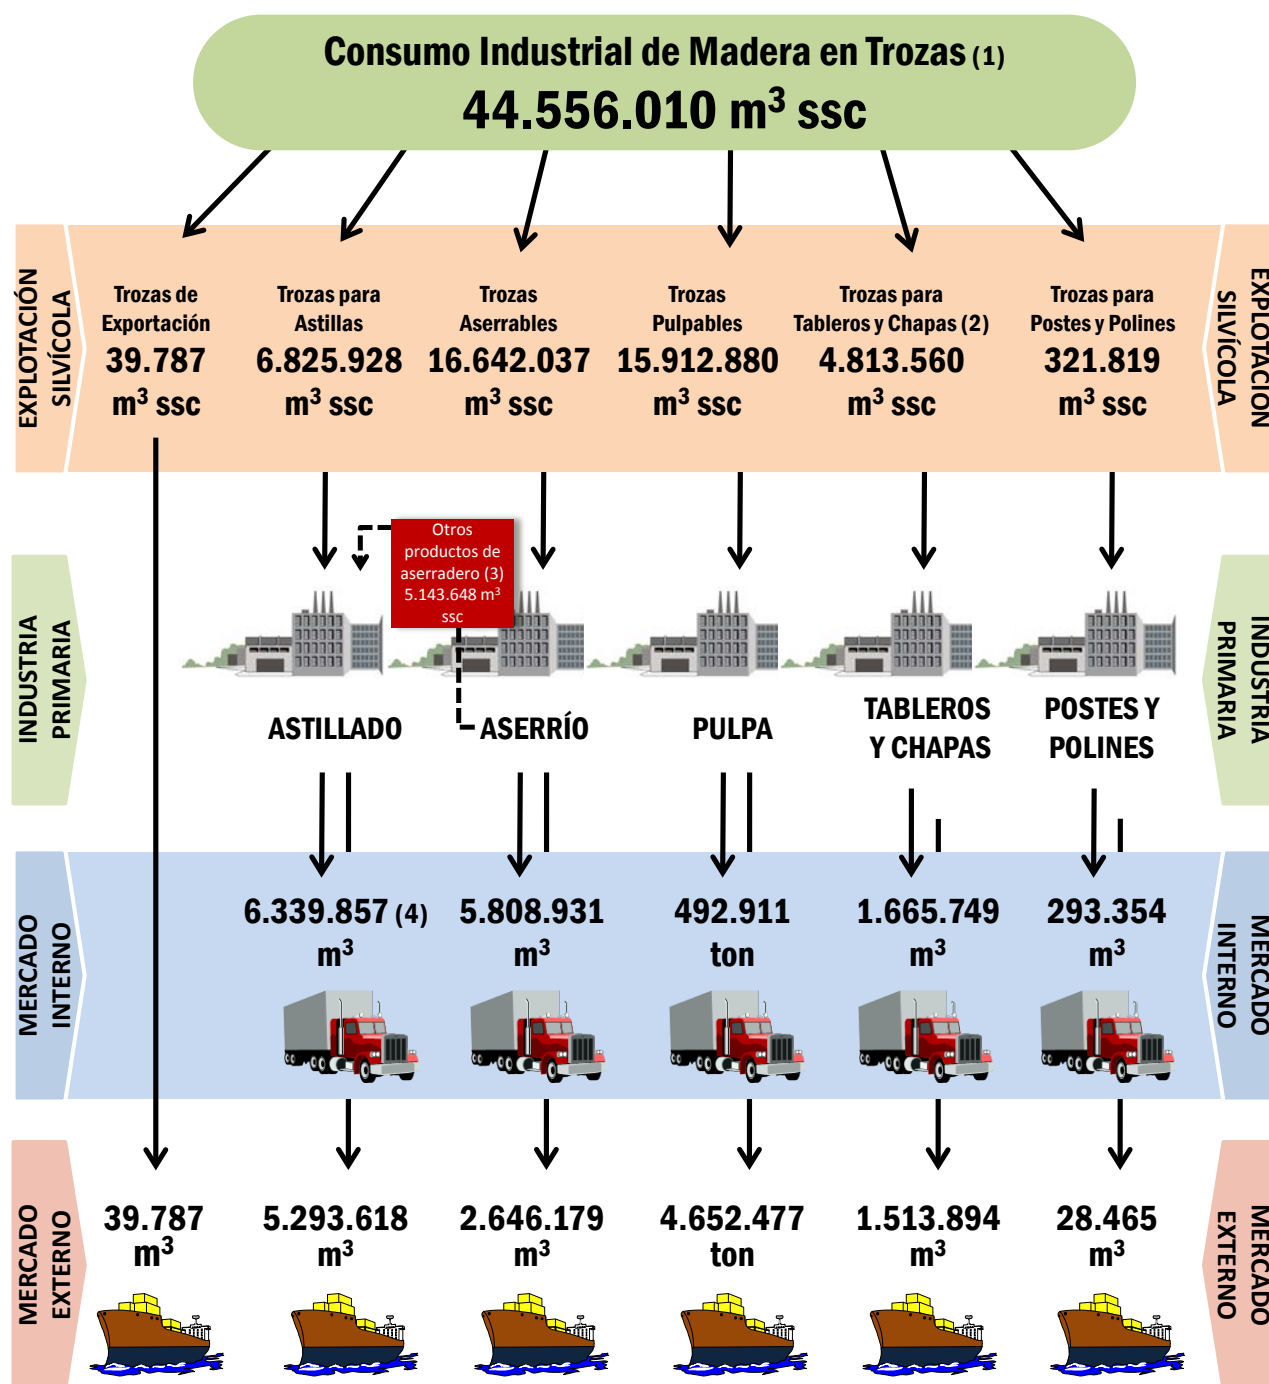 Consumo Industrial de Madera en Trozas (1)
44.556.010 m³ ssc
EXPLOTACIÓN
SILVÍCOLA
Trozas de
Exportación
39.787
m³ ssc
Trozas para
Astillas
6.825.928
m³ ssc
Trozas
Aserrables
16.642.037
m³ ssc
Trozas
Pulpables
15.912.880
m³ ssc
Trozas para
Tableros y Chapas (2)
4.813.560
m³ ssc
Trozas para
Postes y Polines
321.819
m³ ssc
EXPLOTACIÓN
SILVÍCOLA
INDUSTRIA
PRIMARIA
Otros
productos de
aserradero (3)
5.143.648 m³
ssc
ASTILLADO
ASERRÍO
PULPA
TABLEROS
Y CHAPAS
POSTES Y
POLINES
INDUSTRIA
PRIMARIA
MERCADO
INTERNO
6.339.857 (4)
m³
5.808.931
m³
492.911
ton
1.665.749
m³
293.354
m³
MERCADO
INTERNO
MERCADO
EXTERNO
39.787
m³
5.293.618
m³
2.646.179
m³
4.652.477
ton
1.513.894
m³
28.465
m³
MERCADO
EXTERNO